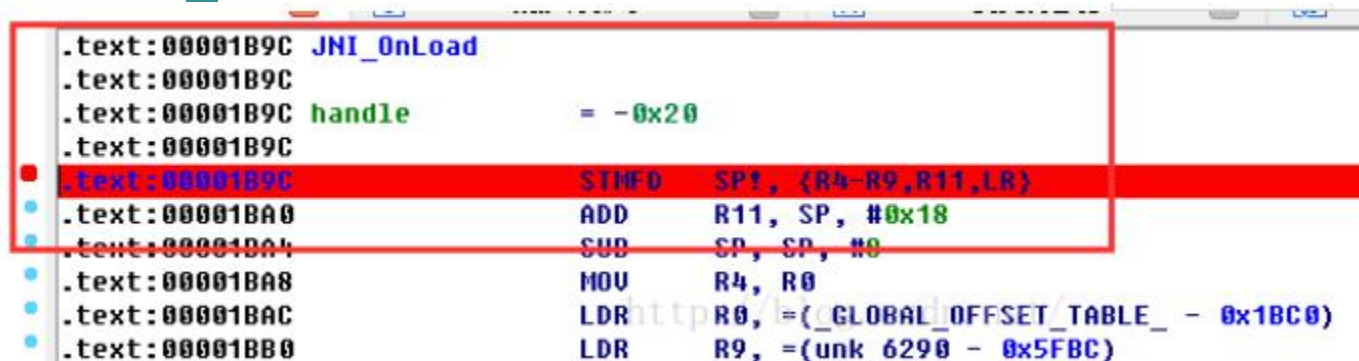 .text:00001B9C JNI_OnLoad
.text:00001B9C
.text:00001B9C handle = -0x20
.text:00001B9C
.text:00001B9C STMFD SP!, {R4-R9,R11,LR}
.text:00001BA0 ADD R11, SP, #0x18
.text:00001BA4 SUB SP, SP, #8
.text:00001BA8 MOV R4, R0
.text:00001BAC LDR R0, =(_GLOBAL_OFFSET_TABLE_ - 0x1BC0)
.text:00001BB0 LDR R9, =(unk_6290 - 0x5FBC)